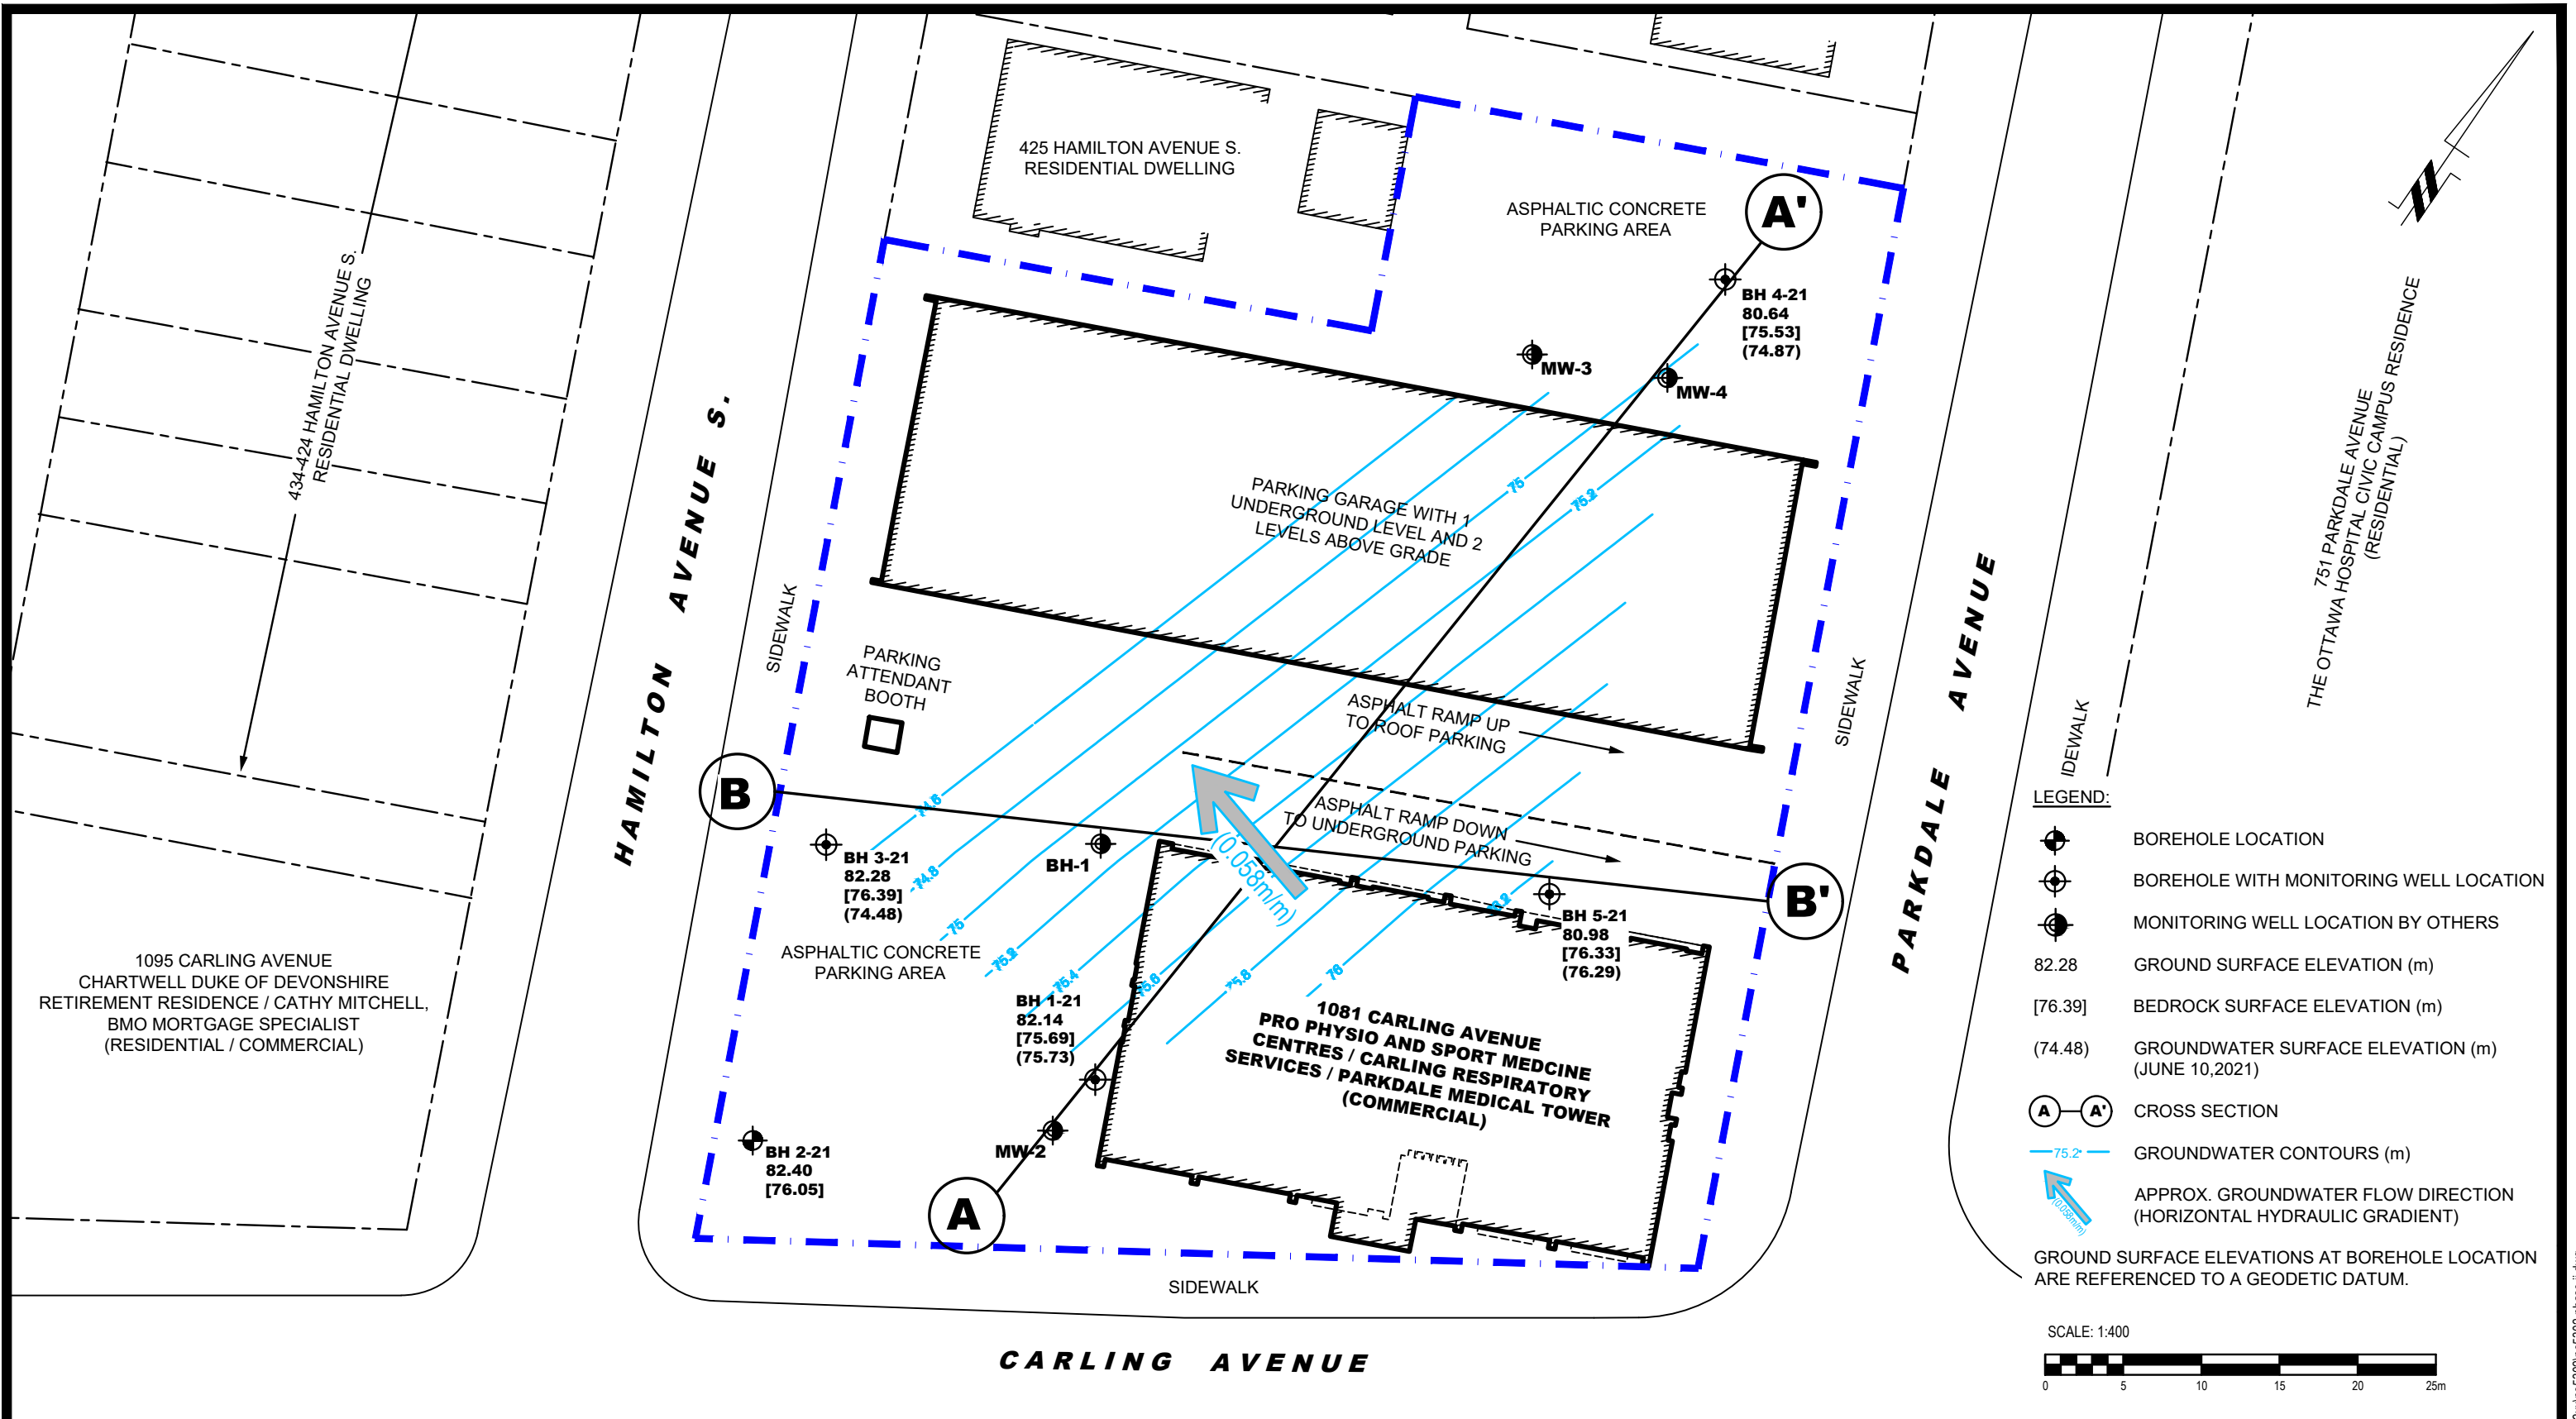 425 HAMILTON AVENUE S.
RESIDENTIAL DWELLING
ASPHALTIC CONCRETE
PARKING AREA
A'
BH 4-21
80.64
[75.53]
(74.87)
MW-3
MW-4
434-424 HAMILTON AVENUE S.
RESIDENTIAL DWELLING
HAMILTON AVENUE S.
SIDEWALK
PARKING GARAGE WITH 1
UNDERGROUND LEVEL AND 2
LEVELS ABOVE GRADE
75
75.2
751 PARKDALE AVENUE
THE OTTAWA HOSPITAL CIVIC CAMPUS RESIDENCE
(RESIDENTIAL)
PARKDALE AVENUE
SIDEWALK
IDEWALK
PARKING
ATTENDANT
BOOTH
ASPHALT RAMP UP
TO ROOF PARKING
ASPHALT RAMP DOWN
TO UNDERGROUND PARKING
B
B'
(0.058m/m)
BH 3-21
82.28
[76.39]
(74.48)
BH-1
74.6
74.8
75
75.2
75.4
75.6
75.8
76
BH 5-21
80.98
[76.33]
(76.29)
ASPHALTIC CONCRETE
PARKING AREA
1095 CARLING AVENUE
CHARTWELL DUKE OF DEVONSHIRE
RETIREMENT RESIDENCE / CATHY MITCHELL,
BMO MORTGAGE SPECIALIST
(RESIDENTIAL / COMMERCIAL)
BH 1-21
82.14
[75.69]
(75.73)
1081 CARLING AVENUE
PRO PHYSIO AND SPORT MEDCINE
CENTRES / CARLING RESPIRATORY
SERVICES / PARKDALE MEDICAL TOWER
(COMMERCIAL)
MW-2
BH 2-21
82.40
[76.05]
A
SIDEWALK
CARLING AVENUE
LEGEND:
BOREHOLE LOCATION
BOREHOLE WITH MONITORING WELL LOCATION
MONITORING WELL LOCATION BY OTHERS
82.28 GROUND SURFACE ELEVATION (m)
[76.39] BEDROCK SURFACE ELEVATION (m)
(74.48) GROUNDWATER SURFACE ELEVATION (m)
(JUNE 10,2021)
A A' CROSS SECTION
75.2 GROUNDWATER CONTOURS (m)
APPROX. GROUNDWATER FLOW DIRECTION
(HORIZONTAL HYDRAULIC GRADIENT)
(0.058m/m)
GROUND SURFACE ELEVATIONS AT BOREHOLE LOCATION
ARE REFERENCED TO A GEODETIC DATUM.
SCALE: 1:400
0 5 10 15 20 25m